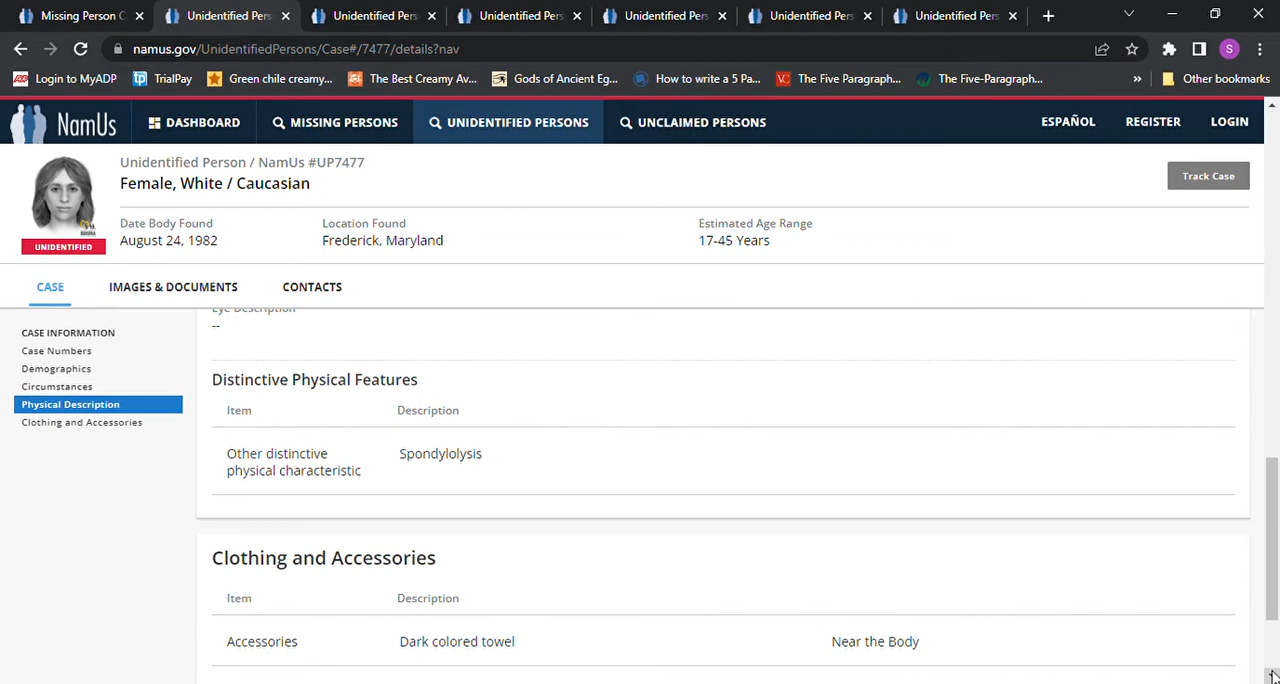 Missing Person C
Unidentified Pers
Unidentified Pers
Unidentified Pers
Unidentified Pers
Unidentified Pers
Unidentified Pers
namus.gov/UnidentifiedPersons/Case#/7477/details?nav
S
Login to MyADP
tp TrialPay
Green chile creamy...
The Best Creamy Av...
Gods of Ancient Eg...
How to write a 5 Pa...
VC The Five Paragraph...
The Five-Paragraph...
»
Other bookmarks
NamUs
DASHBOARD
MISSING PERSONS
UNIDENTIFIED PERSONS
UNCLAIMED PERSONS
ESPAÑOL
REGISTER
LOGIN
Unidentified Person / NamUs #UP7477
Female, White / Caucasian
Track Case
UNIDENTIFIED
Date Body Found
August 24, 1982
Location Found
Frederick, Maryland
Estimated Age Range
17-45 Years
CASE
IMAGES & DOCUMENTS
CONTACTS
CASE INFORMATION
Case Numbers
Demographics
Circumstances
Physical Description
Clothing and Accessories
Eye Description
--
Distinctive Physical Features
Item Description
Other distinctive physical characteristic
Spondylolysis
Clothing and Accessories
Item Description
Accessories Dark colored towel Near the Body